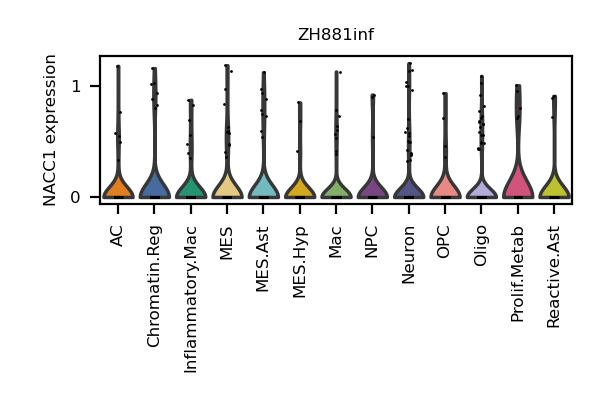 ZH881inf
NACC1 expression
1
0
AC
Chromatin.Reg
Inflammatory.Mac
MES
MES.Ast
MES.Hyp
Mac
NPC
Neuron
OPC
Oligo
Prolif.Metab
Reactive.Ast